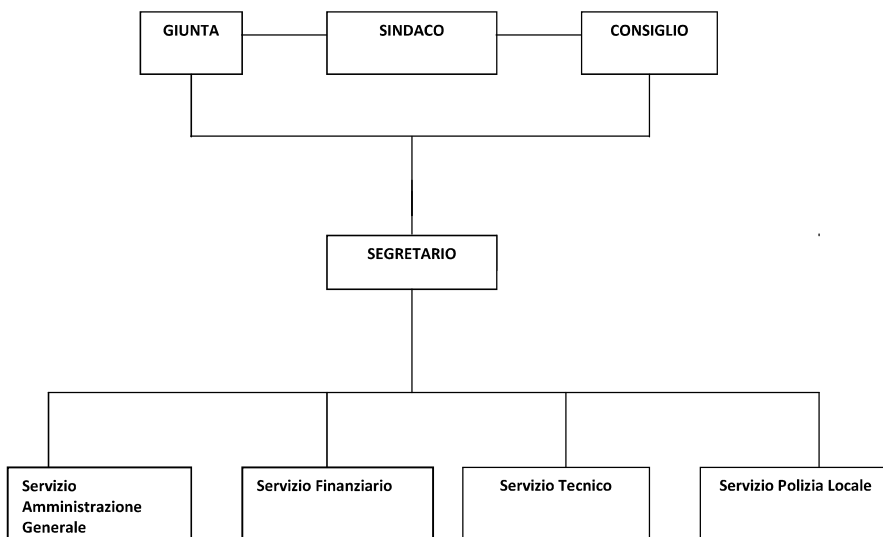 GIUNTA
SINDACO
CONSIGLIO
SEGRETARIO
Servizio
Amministrazione
Generale
Servizio Finanziario
Servizio Tecnico
Servizio Polizia Locale